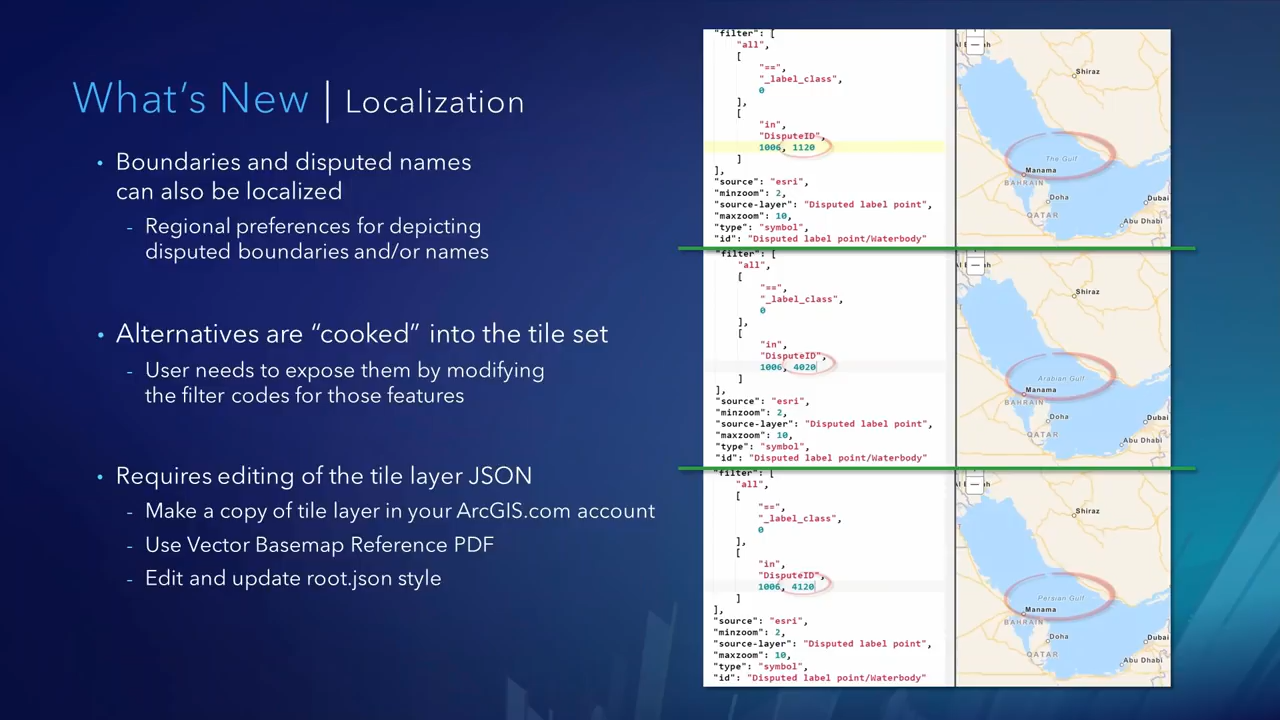 What's New | Localization
• Boundaries and disputed names
can also be localized
- Regional preferences for depicting
disputed boundaries and/or names
• Alternatives are “cooked” into the tile set
- User needs to expose them by modifying
the filter codes for those features
• Requires editing of the tile layer JSON
- Make a copy of tile layer in your ArcGIS.com account
- Use Vector Basemap Reference PDF
- Edit and update root.json style
"filter": [
"all",
[
"==",
"_label_class",
0
],
[
"in",
"DisputeID",
1006, 1120
]
],
"source": "esri",
"minzoom": 2,
"source-layer": "Disputed label point",
"maxzoom": 10,
"type": "symbol",
"id": "Disputed label point/Waterbody"
Shiraz
The Gulf
Manama
BAHRAIN
Doha
Dubai
QATAR
Abu Dhabi
"filter": [
"all",
[
"==",
"_label_class",
0
],
[
"in",
"DisputeID",
1006, 4020
]
],
"source": "esri",
"minzoom": 2,
"source-layer": "Disputed label point",
"maxzoom": 10,
"type": "symbol",
"id": "Disputed label point/Waterbody"
Shiraz
Arabian Gulf
Manama
BAHRAIN
Doha
Dubai
QATAR
Abu Dhabi
"filter": [
"all",
[
"==",
"_label_class",
0
],
[
"in",
"DisputeID",
1006, 4120
]
],
"source": "esri",
"minzoom": 2,
"source-layer": "Disputed label point",
"maxzoom": 10,
"type": "symbol",
"id": "Disputed label point/Waterbody"
Shiraz
Persian Gulf
Manama
BAHRAIN
Doha
Dubai
QATAR
Abu Dhabi